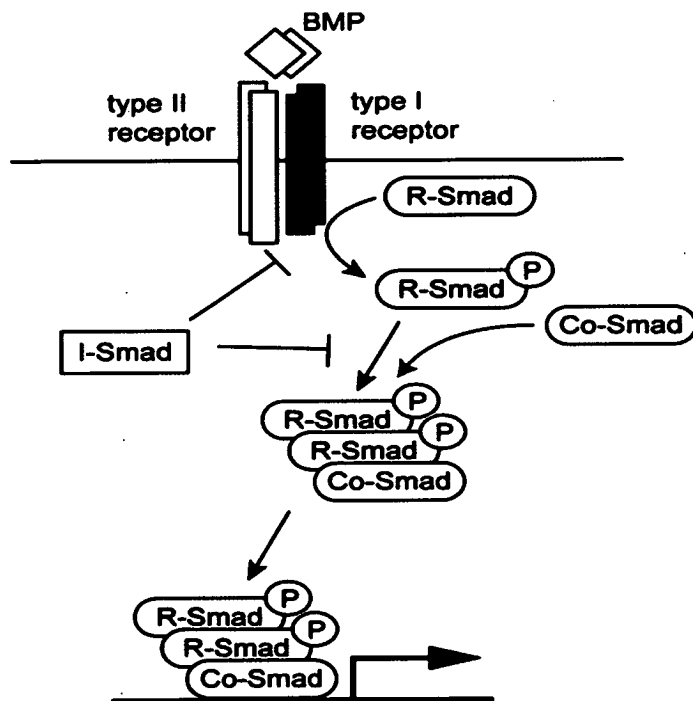 BMP
type II
receptor
type I
receptor
R-Smad
R-Smad
P
Co-Smad
I-Smad
R-Smad
P
R-Smad
P
Co-Smad
R-Smad
P
R-Smad
P
Co-Smad